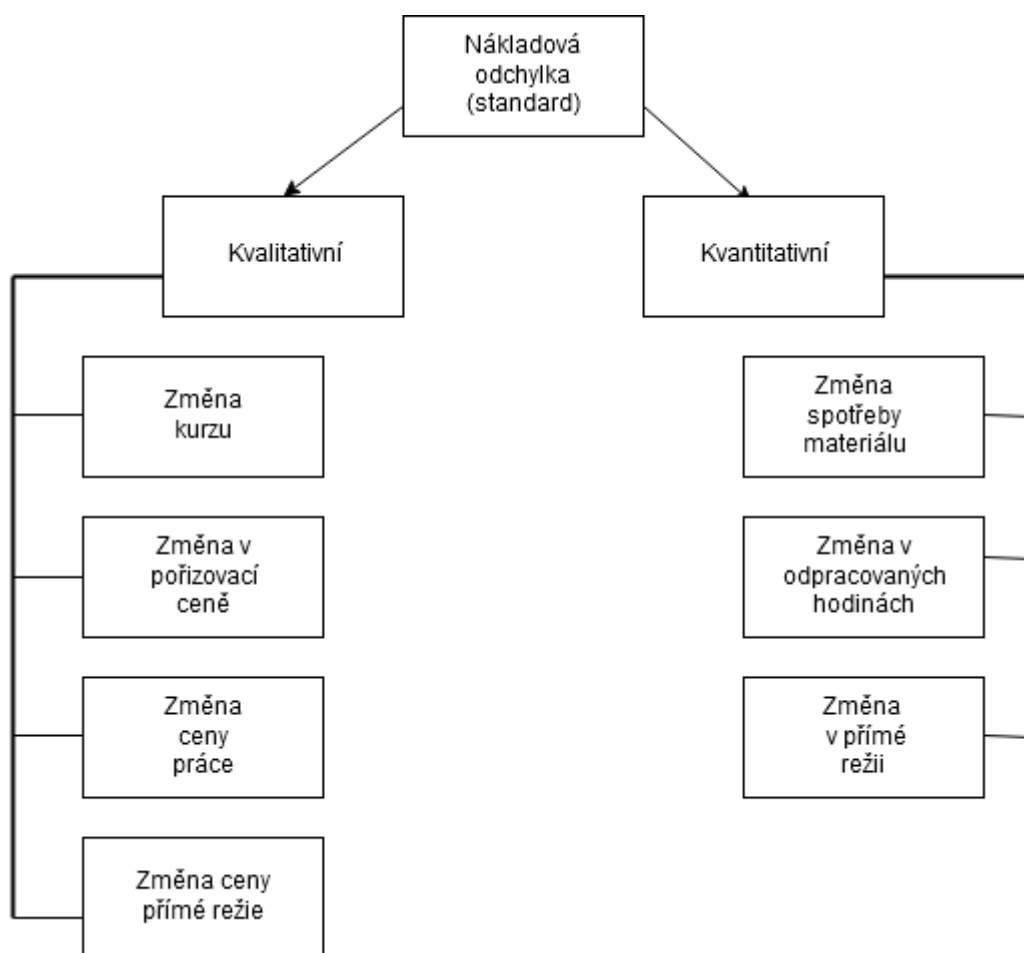 Nákladová
odchylka
(standard)
Kvalitativní
Kvantitativní
Změna
kurzu
Změna v
pořizovací
ceně
Změna
ceny
práce
Změna ceny
přímé režie
Změna
spotřeby
materiálu
Změna v
odpracovaných
hodinách
Změna
v přímé
režii